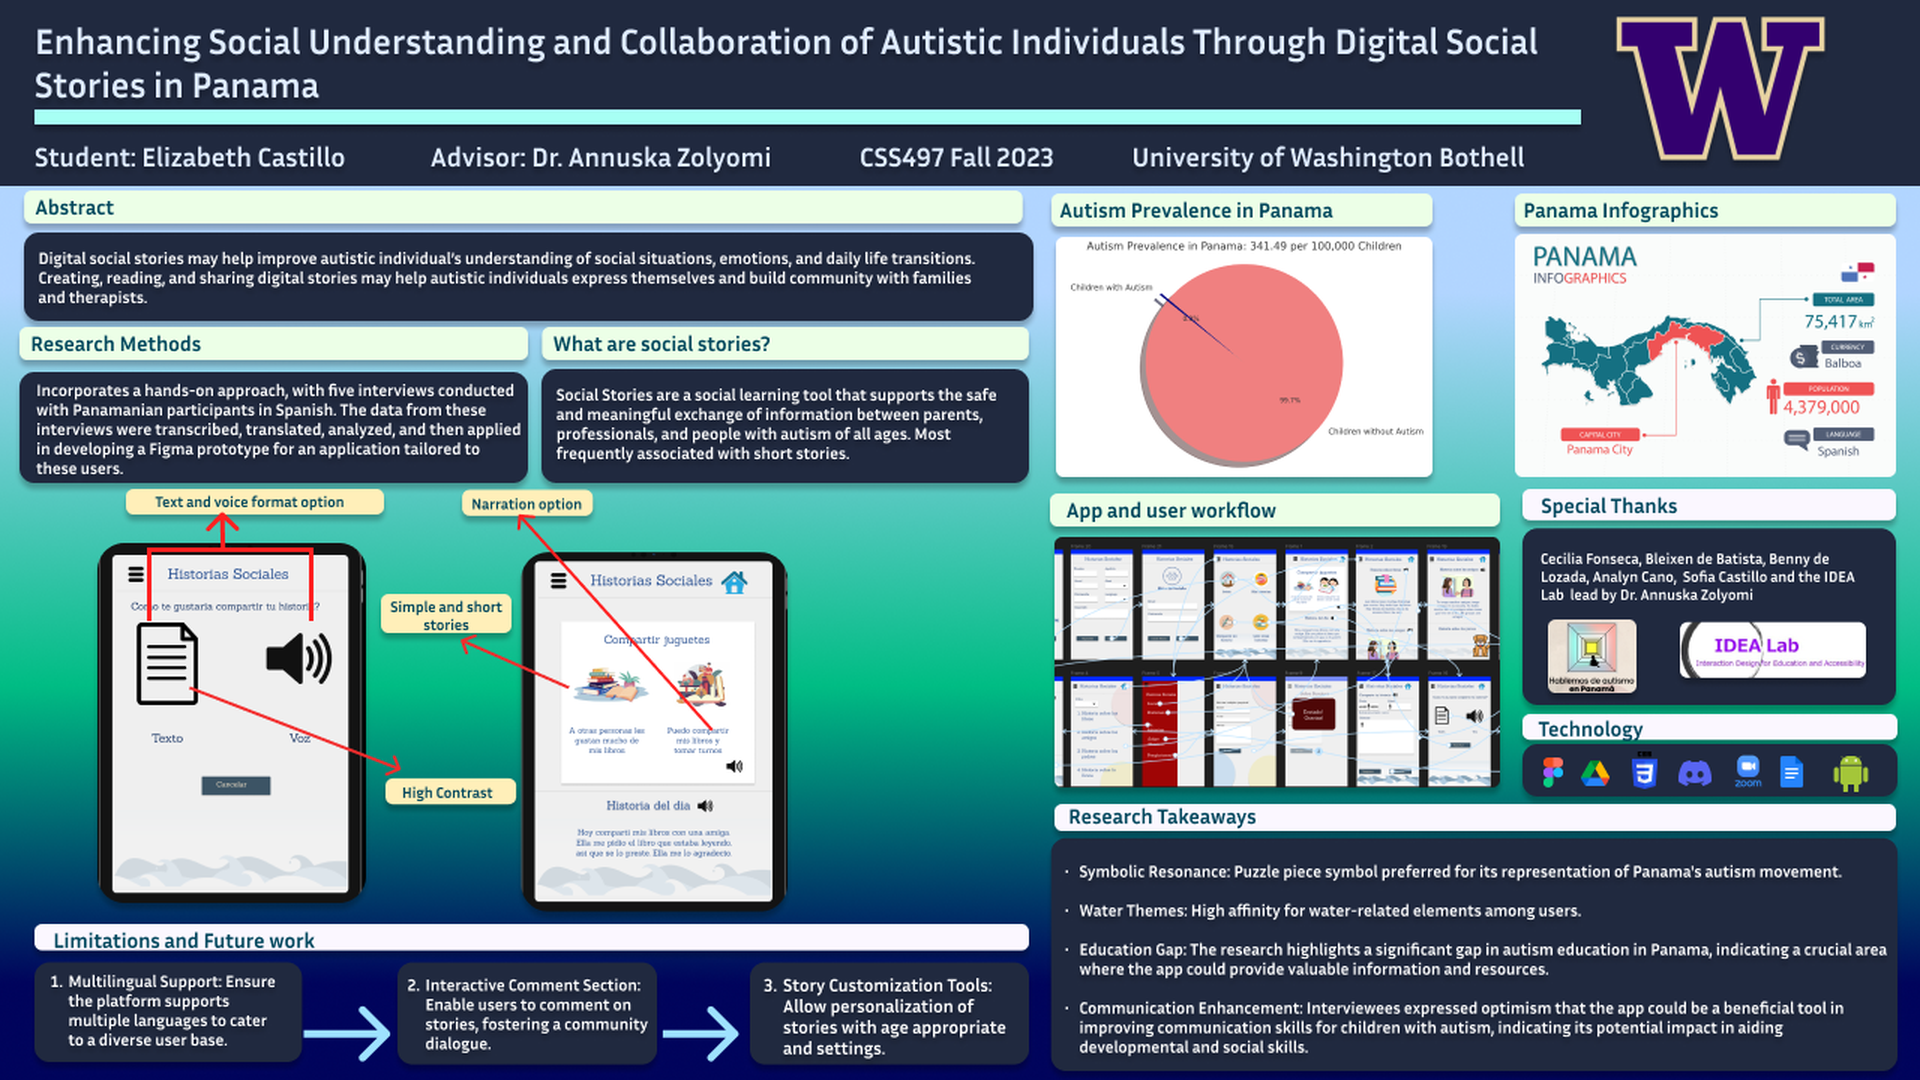 Enhancing Social Understanding and Collaboration of Autistic Individuals Through Digital Social
Stories in Panama
W
Student: Elizabeth Castillo
Advisor: Dr. Annuska Zolyomi
CSS497 Fall 2023
University of Washington Bothell
Abstract
Digital social stories may help improve autistic individual's understanding of social situations, emotions, and daily life transitions.
Creating, reading, and sharing digital stories may help autistic individuals express themselves and build community with families
and therapists.
Research Methods
Incorporates a hands-on approach, with five interviews conducted
with Panamanian participants in Spanish. The data from these
interviews were transcribed, translated, analyzed, and then applied
in developing a Figma prototype for an application tailored to
these users.
What are social stories?
Social Stories are a social learning tool that supports the safe
and meaningful exchange of information between parents,
professionals, and people with autism of all ages. Most
frequently associated with short stories.
Text and voice format option
Narration option
Simple and short
stories
High Contrast
Historias Sociales
Como te gustaria compartir tu historia?
Texto
Voz
Cancelar
Historias Sociales
Compartir juguetes
A otras personas les
gustan mucho de
mis libros
Puedo compartir
mis libros y
tomar turnos
Historia del dia
Hoy comparti mis libros con una amiga.
Ella me pidio el libro que estaba leyendo,
asi que se lo preste. Ella me lo agradecio.
Limitations and Future work
1. Multilingual Support: Ensure
the platform supports
multiple languages to cater
to a diverse user base.
2. Interactive Comment Section:
Enable users to comment on
stories, fostering a community
dialogue.
3. Story Customization Tools:
Allow personalization of
stories with age appropriate
and settings.
Autism Prevalence in Panama
Autism Prevalence in Panama: 341.49 per 100,000 Children
Children with Autism
99.7%
Children without Autism
Panama Infographics
PANAMA
INFOGRAPHICS
TOTAL AREA
75,417 km²
CURRENCY
Balboa
POPULATION
4,379,000
CAPITAL CITY
Panama City
LANGUAGE
Spanish
App and user workflow
Special Thanks
Cecilia Fonseca, Bleixen de Batista, Benny de
Lozada, Analyn Cano, Sofia Castillo and the IDEA
Lab lead by Dr. Annuska Zolyomi
Hablemos de autismo
en Panamá
IDEA Lab
Interaction Design for Education and Accessibility
Technology
zoom
Research Takeaways
· Symbolic Resonance: Puzzle piece symbol preferred for its representation of Panama's autism movement.
· Water Themes: High affinity for water-related elements among users.
· Education Gap: The research highlights a significant gap in autism education in Panama, indicating a crucial area
where the app could provide valuable information and resources.
· Communication Enhancement: Interviewees expressed optimism that the app could be a beneficial tool in
improving communication skills for children with autism, indicating its potential impact in aiding
developmental and social skills.